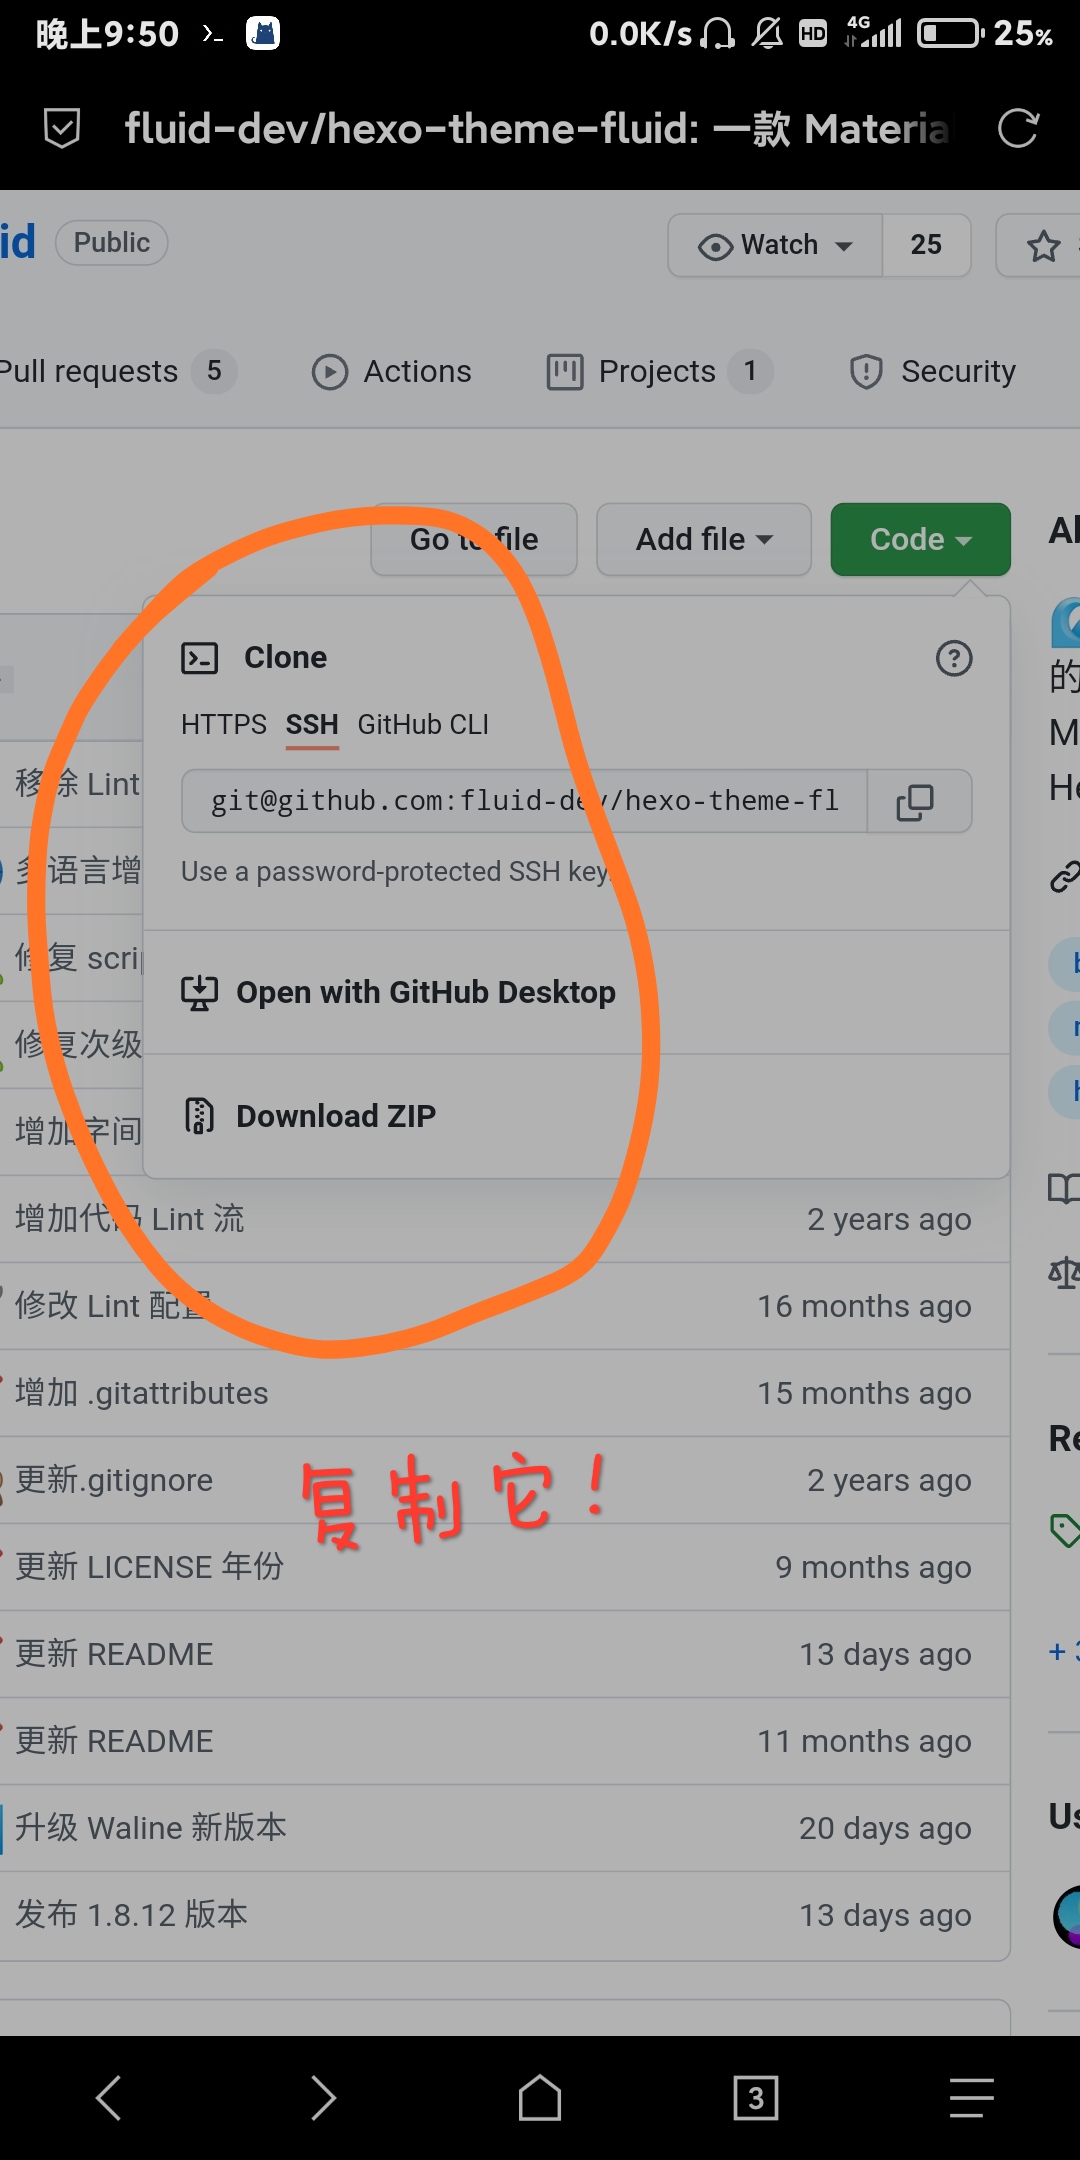 晚上9:50
0.0K/s HD 4G 25%
fluid-dev/hexo-theme-fluid: 一款 Materia
id Public Watch 25
Pull requests 5 Actions Projects 1 Security
Go to file Add file Code
Clone
HTTPS SSH GitHub CLI
git@github.com:fluid-dev/hexo-theme-fl
Use a password-protected SSH key.
Open with GitHub Desktop
Download ZIP
移除 Lint
多语言增
修复 scri
修复次级
增加字间
增加代码 Lint 流 2 years ago
修改 Lint 配置 16 months ago
增加 .gitattributes 15 months ago
更新.gitignore 2 years ago
复制它!
更新 LICENSE 年份 9 months ago
更新 README 13 days ago
更新 README 11 months ago
升级 Waline 新版本 20 days ago
发布 1.8.12 版本 13 days ago
的
M
He
Re
+ 3
Us
3